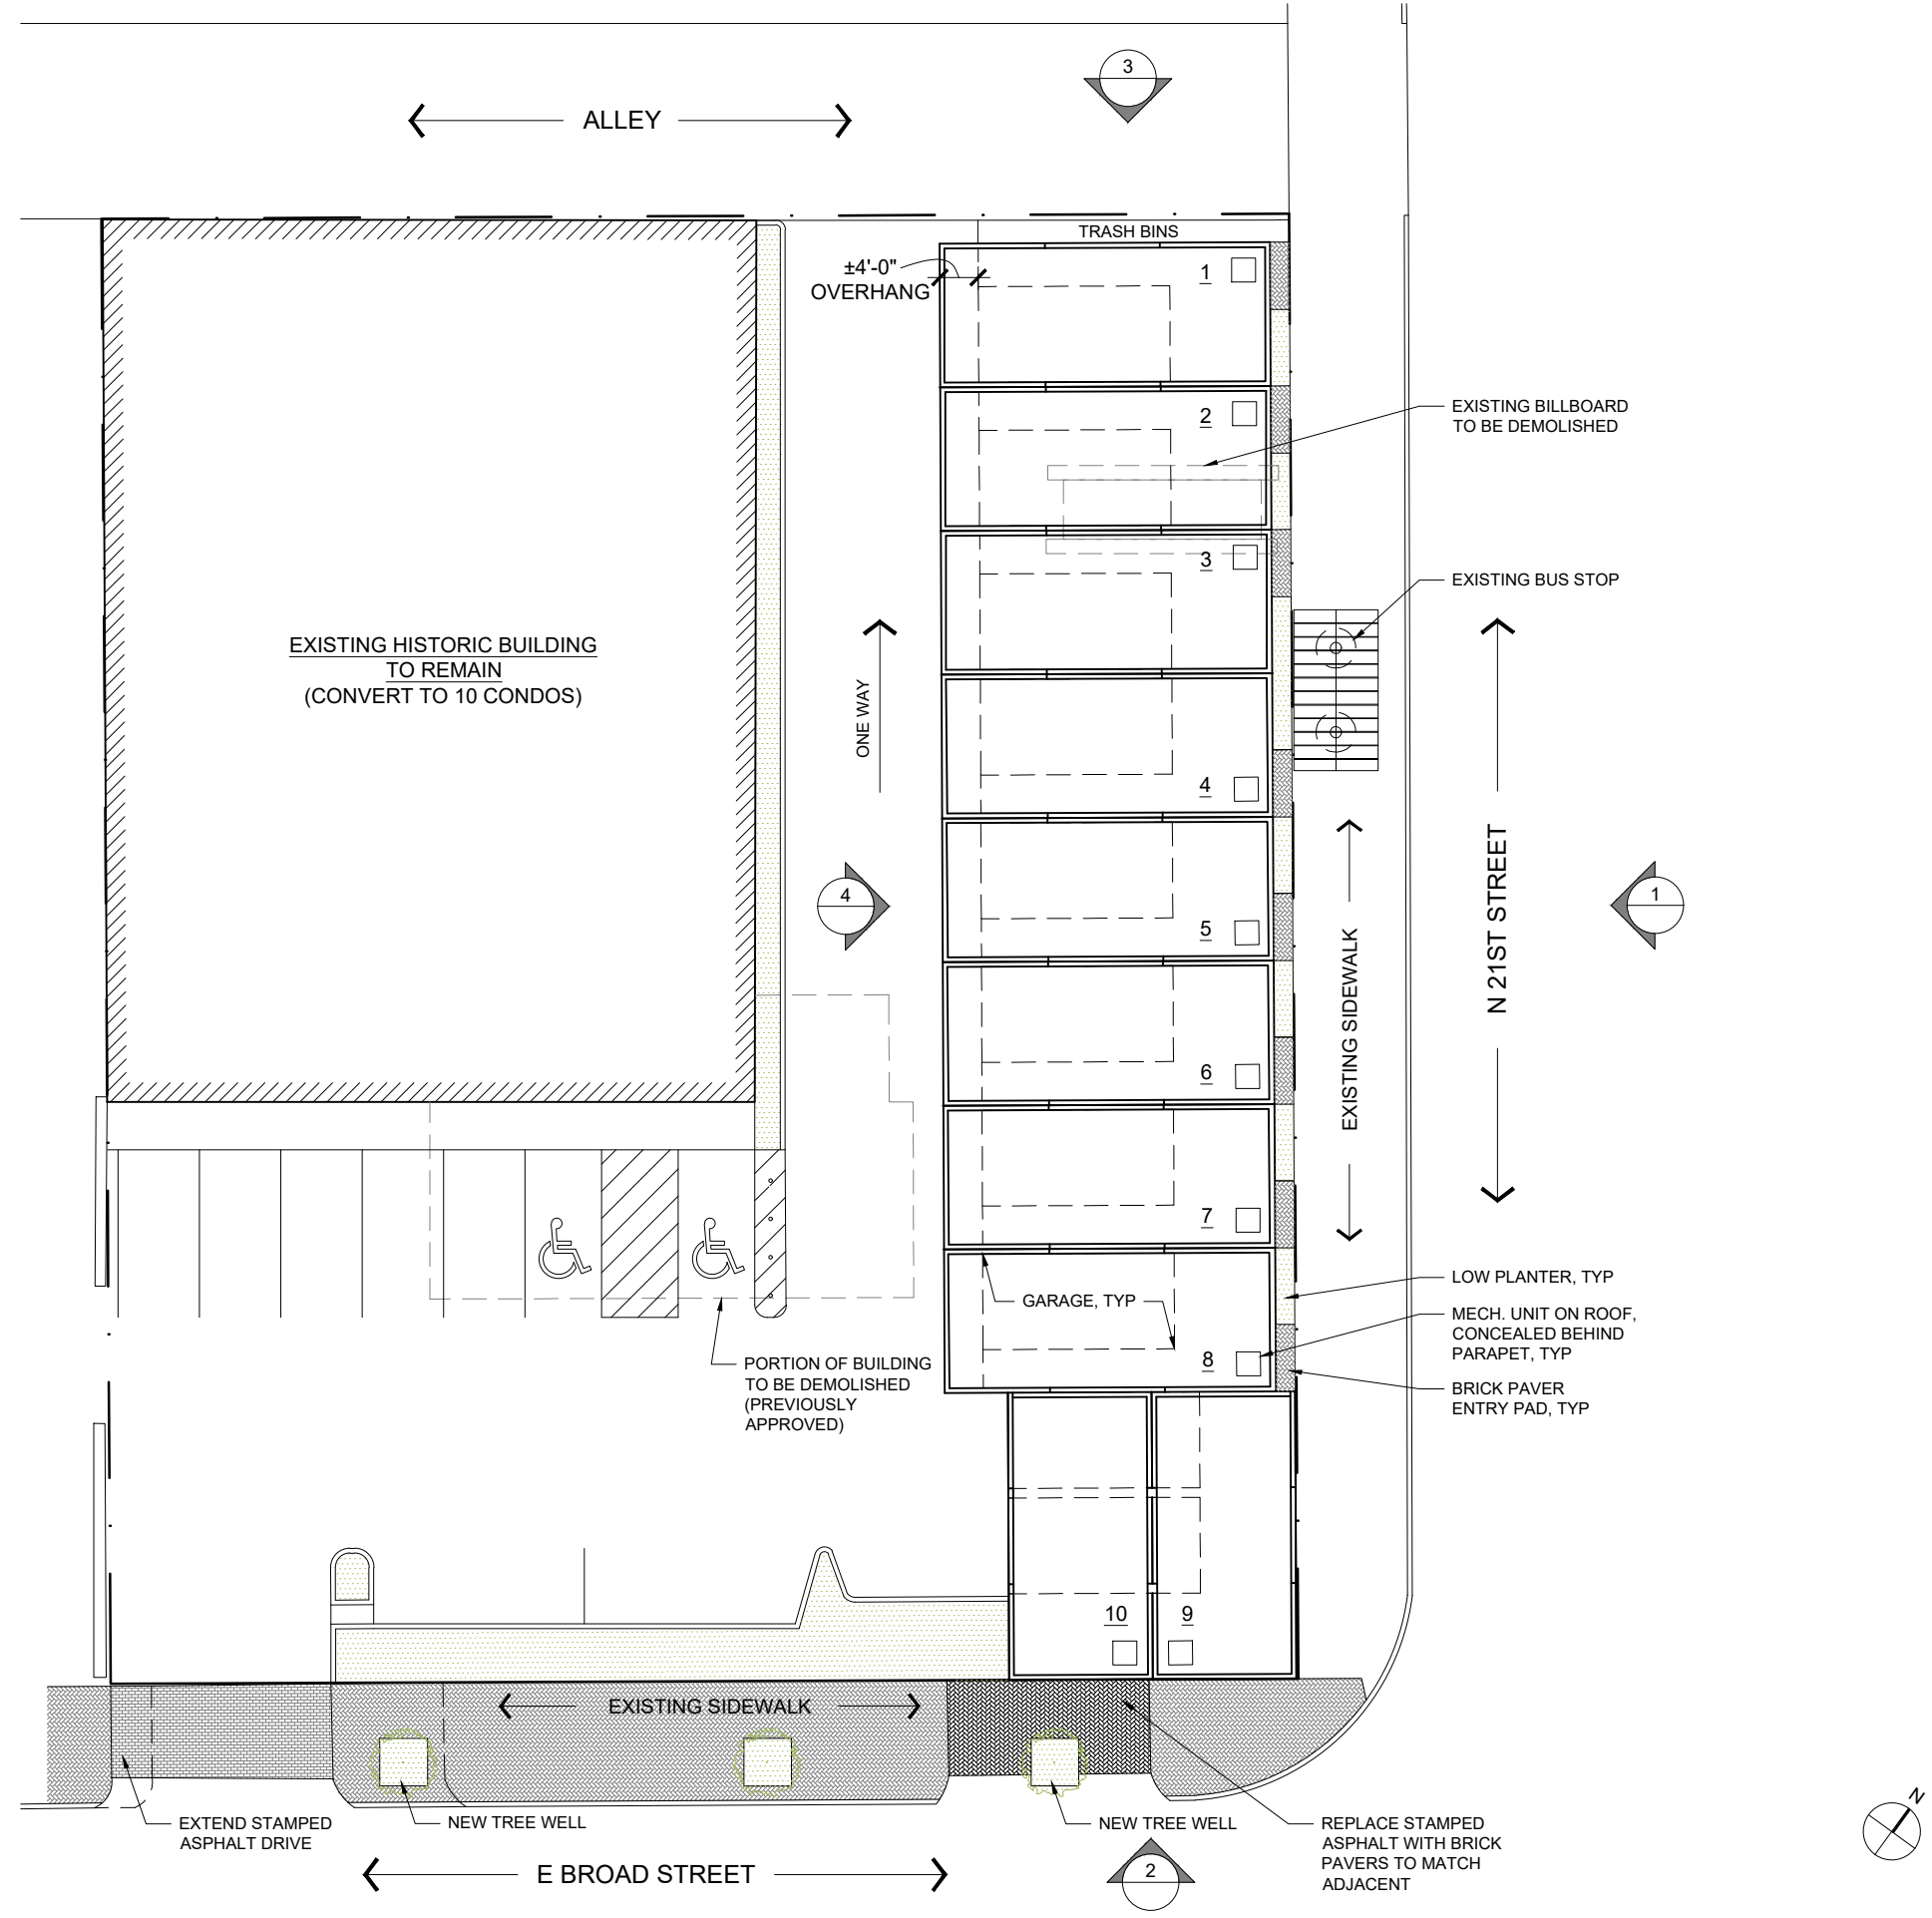 3
ALLEY
TRASH BINS
±4'-0"
OVERHANG
1
2
EXISTING BILLBOARD
TO BE DEMOLISHED
3
EXISTING BUS STOP
EXISTING HISTORIC BUILDING
TO REMAIN
(CONVERT TO 10 CONDOS)
ONE WAY
4
4
5
1
N 21ST STREET
EXISTING SIDEWALK
6
7
LOW PLANTER, TYP
GARAGE, TYP
MECH. UNIT ON ROOF,
CONCEALED BEHIND
PARAPET, TYP
8
PORTION OF BUILDING
TO BE DEMOLISHED
(PREVIOUSLY
APPROVED)
BRICK PAVER
ENTRY PAD, TYP
10
9
EXISTING SIDEWALK
EXTEND STAMPED
ASPHALT DRIVE
NEW TREE WELL
NEW TREE WELL
REPLACE STAMPED
ASPHALT WITH BRICK
PAVERS TO MATCH
ADJACENT
E BROAD STREET
2
N